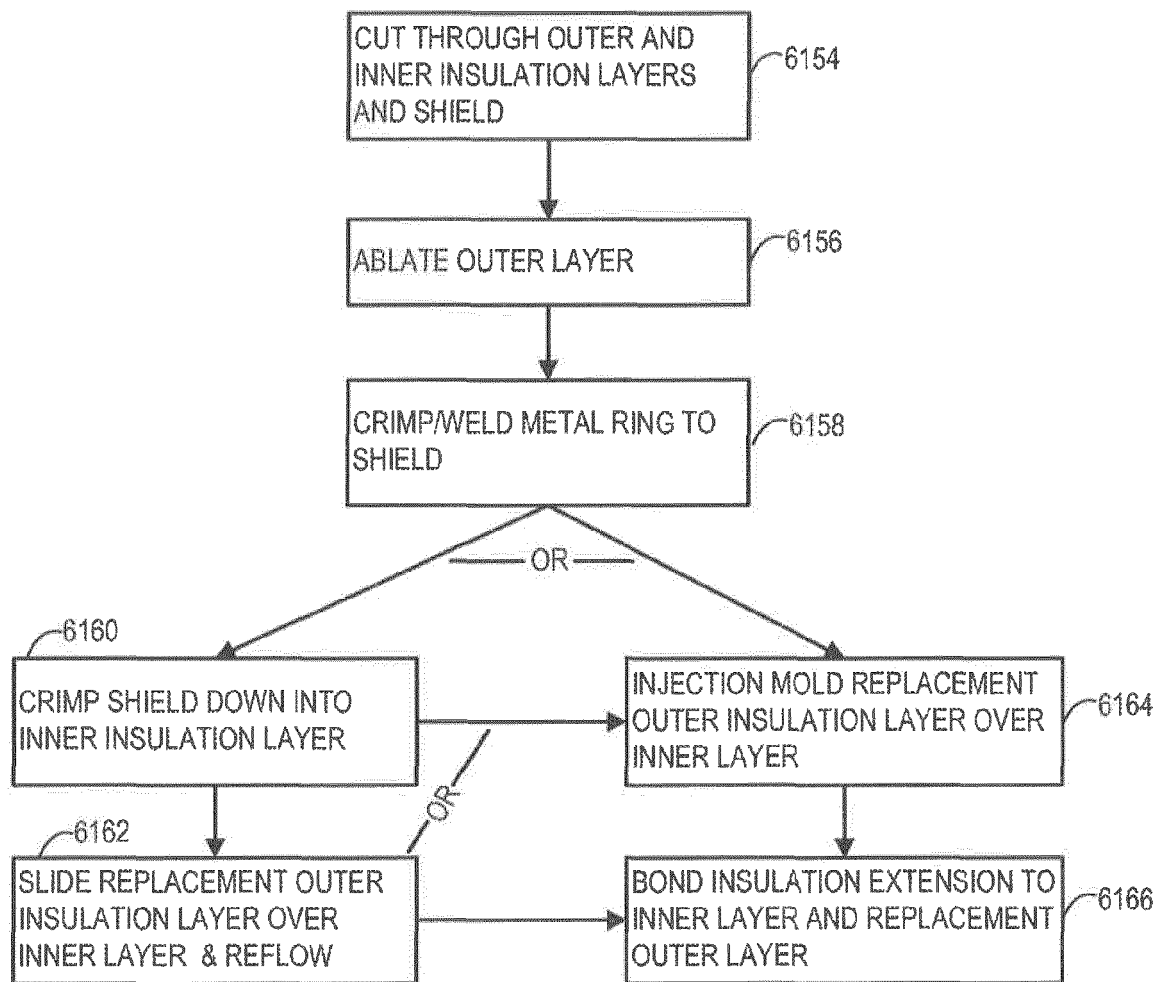 CUT THROUGH OUTER AND
INNER INSULATION LAYERS
AND SHIELD
6154
ABLATE OUTER LAYER
6156
CRIMP/WELD METAL RING TO
SHIELD
6158
OR
6160
CRIMP SHIELD DOWN INTO
INNER INSULATION LAYER
INJECTION MOLD REPLACEMENT
OUTER INSULATION LAYER OVER
INNER LAYER
6164
OR
6162
SLIDE REPLACEMENT OUTER
INSULATION LAYER OVER
INNER LAYER & REFLOW
BOND INSULATION EXTENSION TO
INNER LAYER AND REPLACEMENT
OUTER LAYER
6166